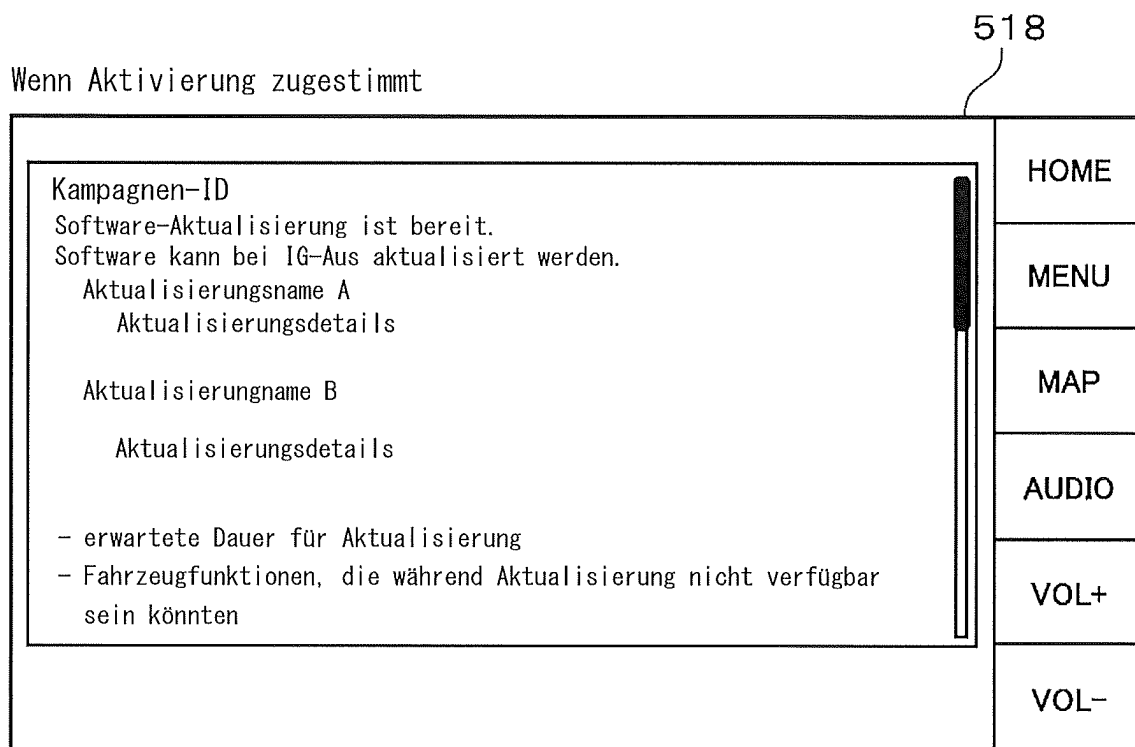 518
Wenn Aktivierung zugestimmt
Kampagnen-ID
Software-Aktualisierung ist bereit.
Software kann bei IG-Aus aktualisiert werden.
Aktualisierungsname A
Aktualisierungsdetails
Aktualisierungname B
Aktualisierungsdetails
- erwartete Dauer für Aktualisierung
- Fahrzeugfunktionen, die während Aktualisierung nicht verfügbar
sein könnten
HOME
MENU
MAP
AUDIO
VOL+
VOL-